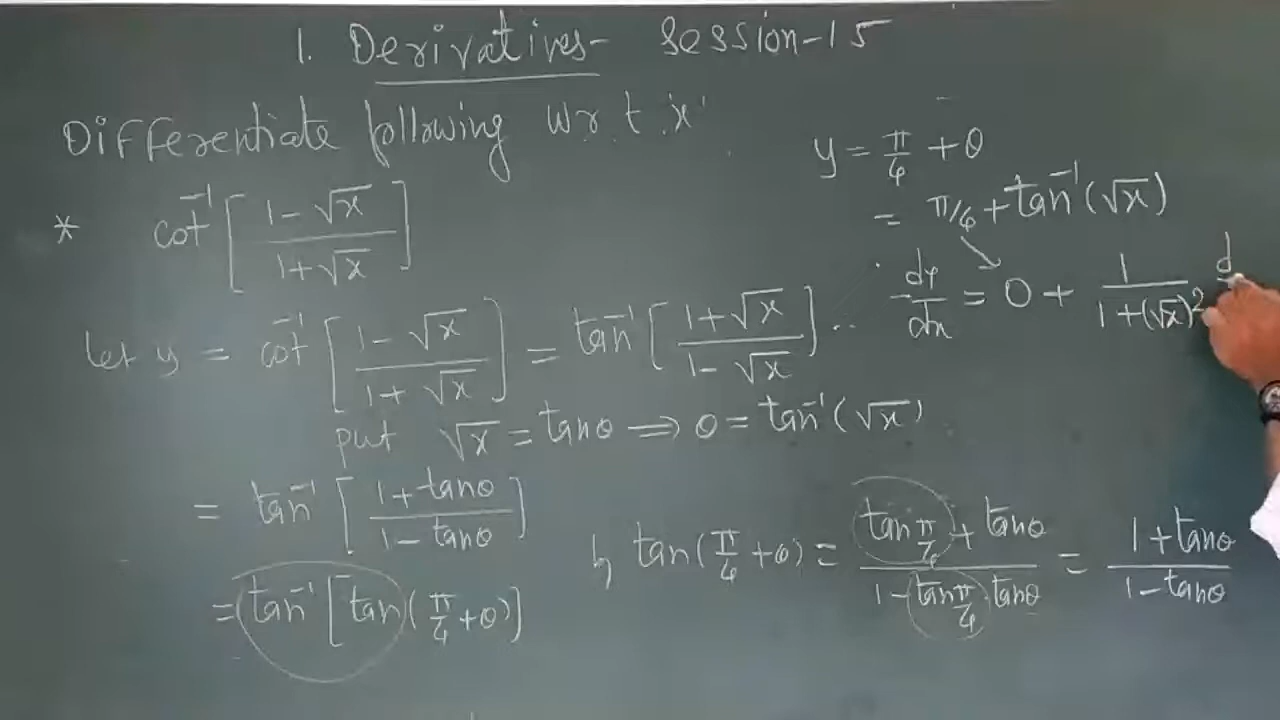 1. Derivatives- Session-15
Differentiate following w.r.t. 'x'
* cot⁻¹[(1-√x)/(1+√x)]
let y = cot⁻¹[(1-√x)/(1+√x)] = tan⁻¹[(1+√x)/(1-√x)] ..
put √x = tanθ ⇒ θ = tan⁻¹(√x)
= tan⁻¹[(1+tanθ)/(1-tanθ)]
= tan⁻¹[tan(π/4+θ)]
tan(π/4+θ) = (tan π/4 + tanθ)/(1-tan π/4 . tanθ) = (1+tanθ)/(1-tanθ)
y = π/4 + θ
= π/4 + tan⁻¹(√x)
dy/dx = 0 + 1/(1+(√x)²) d